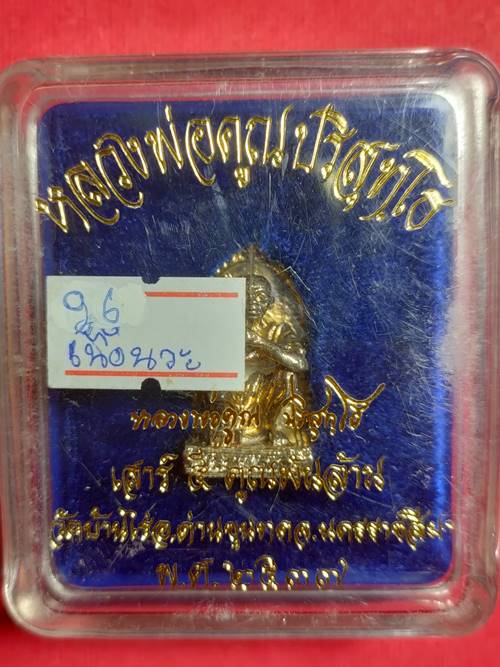 หลวงพ่อคูณ ปริสุทฺโธ
96
เนื้อนวะ
หลวงพ่อคูณ ปริสุทฺโธ
เสาร์ ๕ คูณพันล้าน
วัดบ้านไร่ อ.ด่านขุนทด จ.นครราชสีมา
พ.ศ. ๒๕๓๗